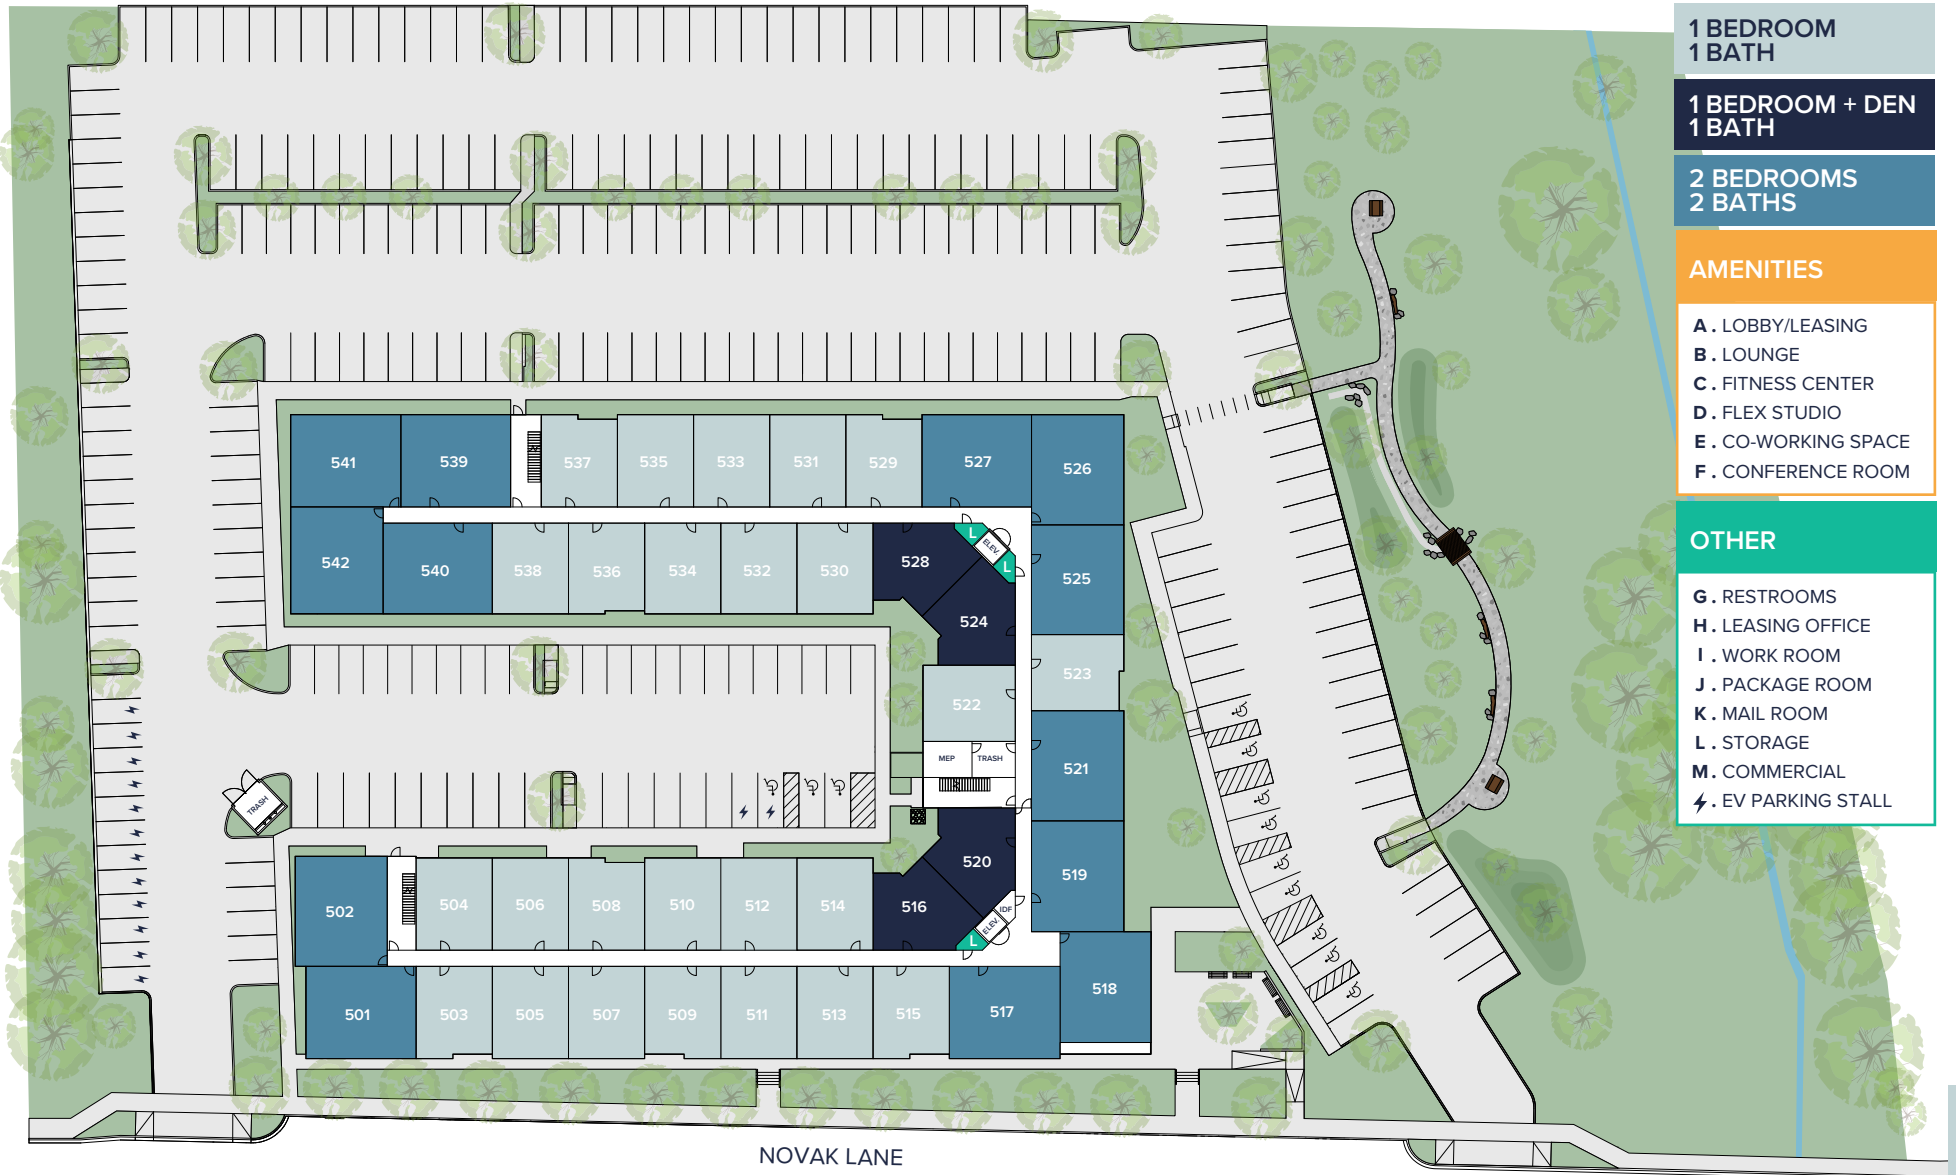 1 BEDROOM
1 BATH
1 BEDROOM + DEN
1 BATH
2 BEDROOMS
2 BATHS
AMENITIES
A . LOBBY/LEASING
B . LOUNGE
C . FITNESS CENTER
D . FLEX STUDIO
E . CO-WORKING SPACE
F . CONFERENCE ROOM
OTHER
G . RESTROOMS
H . LEASING OFFICE
I . WORK ROOM
J . PACKAGE ROOM
K . MAIL ROOM
L . STORAGE
M . COMMERCIAL
. EV PARKING STALL
541 539 537 535 533 531 529 527 526
542 540 538 536 534 532 530 528 525
L
ELEV.
L
524
523
522
MEP TRASH
521
TRASH
520
519
502 504 506 508 510 512 514 516
IDF
ELEV.
L
518
501 503 505 507 509 511 513 515 517
NOVAK LANE